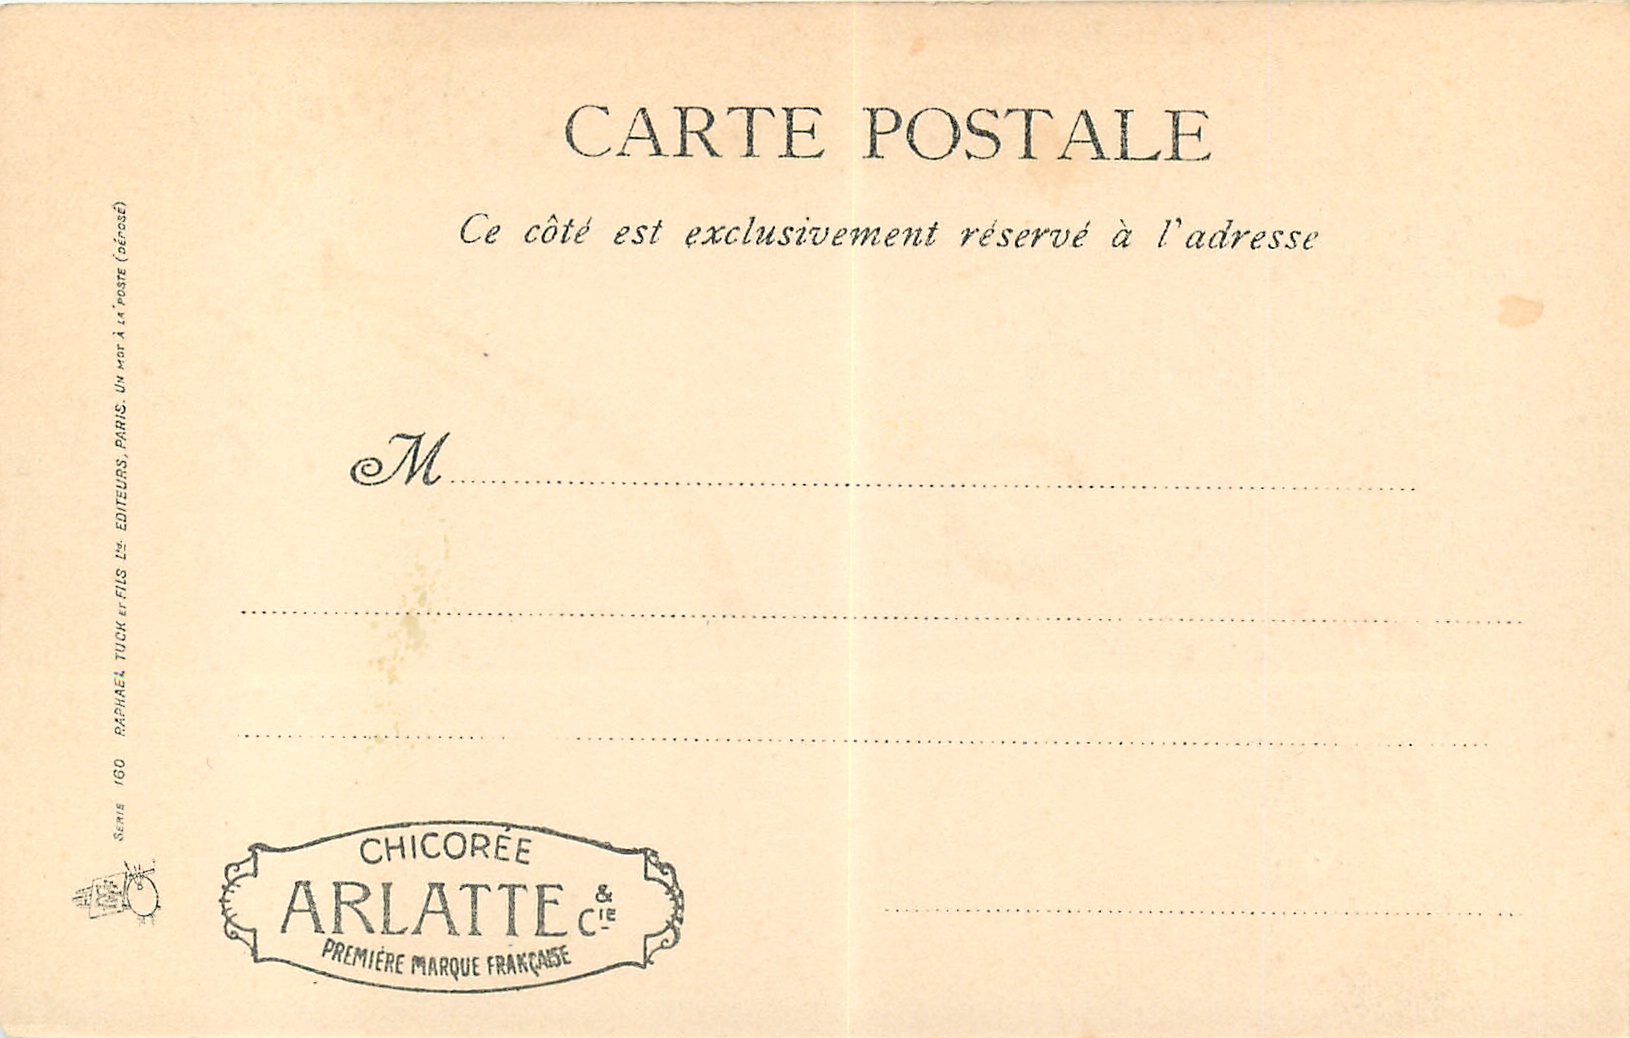 CARTE POSTALE
Ce côté est exclusivement réservé à l'adresse
M
SERIE 160 RAPHAEL TUCK ET FILS Ltd. EDITEURS, PARIS. UN MOT À LA POSTE (DÉPOSÉ)
CHICORÉE
ARLATTE & CIE
PREMIÉRE MARQUE FRANÇAISE